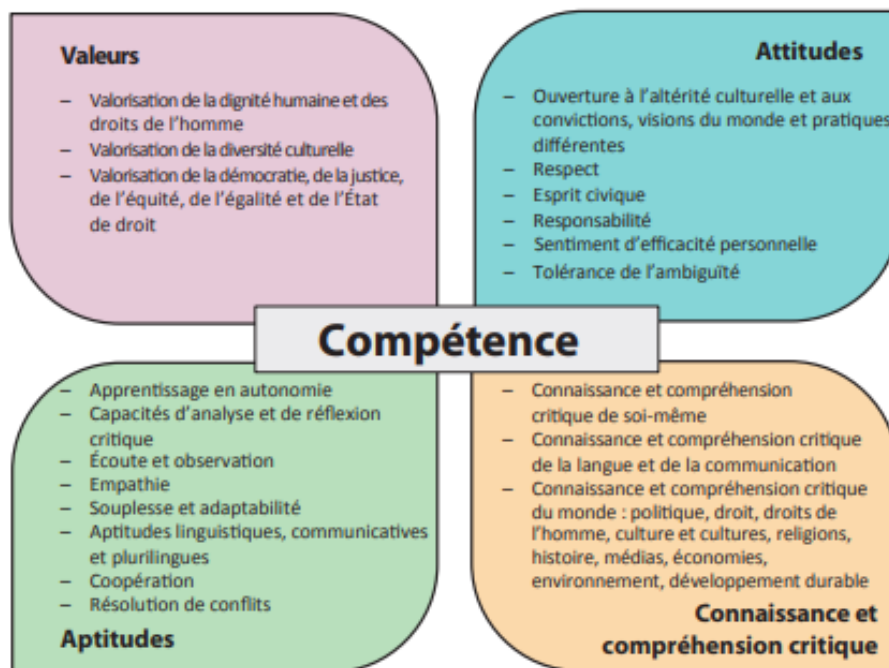 Valeurs
– Valorisation de la dignité humaine et des
droits de l'homme
– Valorisation de la diversité culturelle
– Valorisation de la démocratie, de la justice,
de l'équité, de l'égalité et de l'État
de droit
Attitudes
– Ouverture à l'altérité culturelle et aux
convictions, visions du monde et pratiques
différentes
– Respect
– Esprit civique
– Responsabilité
– Sentiment d'efficacité personnelle
– Tolérance de l'ambiguïté
Compétence
– Apprentissage en autonomie
– Capacités d'analyse et de réflexion
critique
– Écoute et observation
– Empathie
– Souplesse et adaptabilité
– Aptitudes linguistiques, communicatives
et plurilingues
– Coopération
– Résolution de conflits
Aptitudes
– Connaissance et compréhension
critique de soi-même
– Connaissance et compréhension critique
de la langue et de la communication
– Connaissance et compréhension critique
du monde : politique, droit, droits de
l'homme, culture et cultures, religions,
histoire, médias, économies,
environnement, développement durable
Connaissance et
compréhension critique